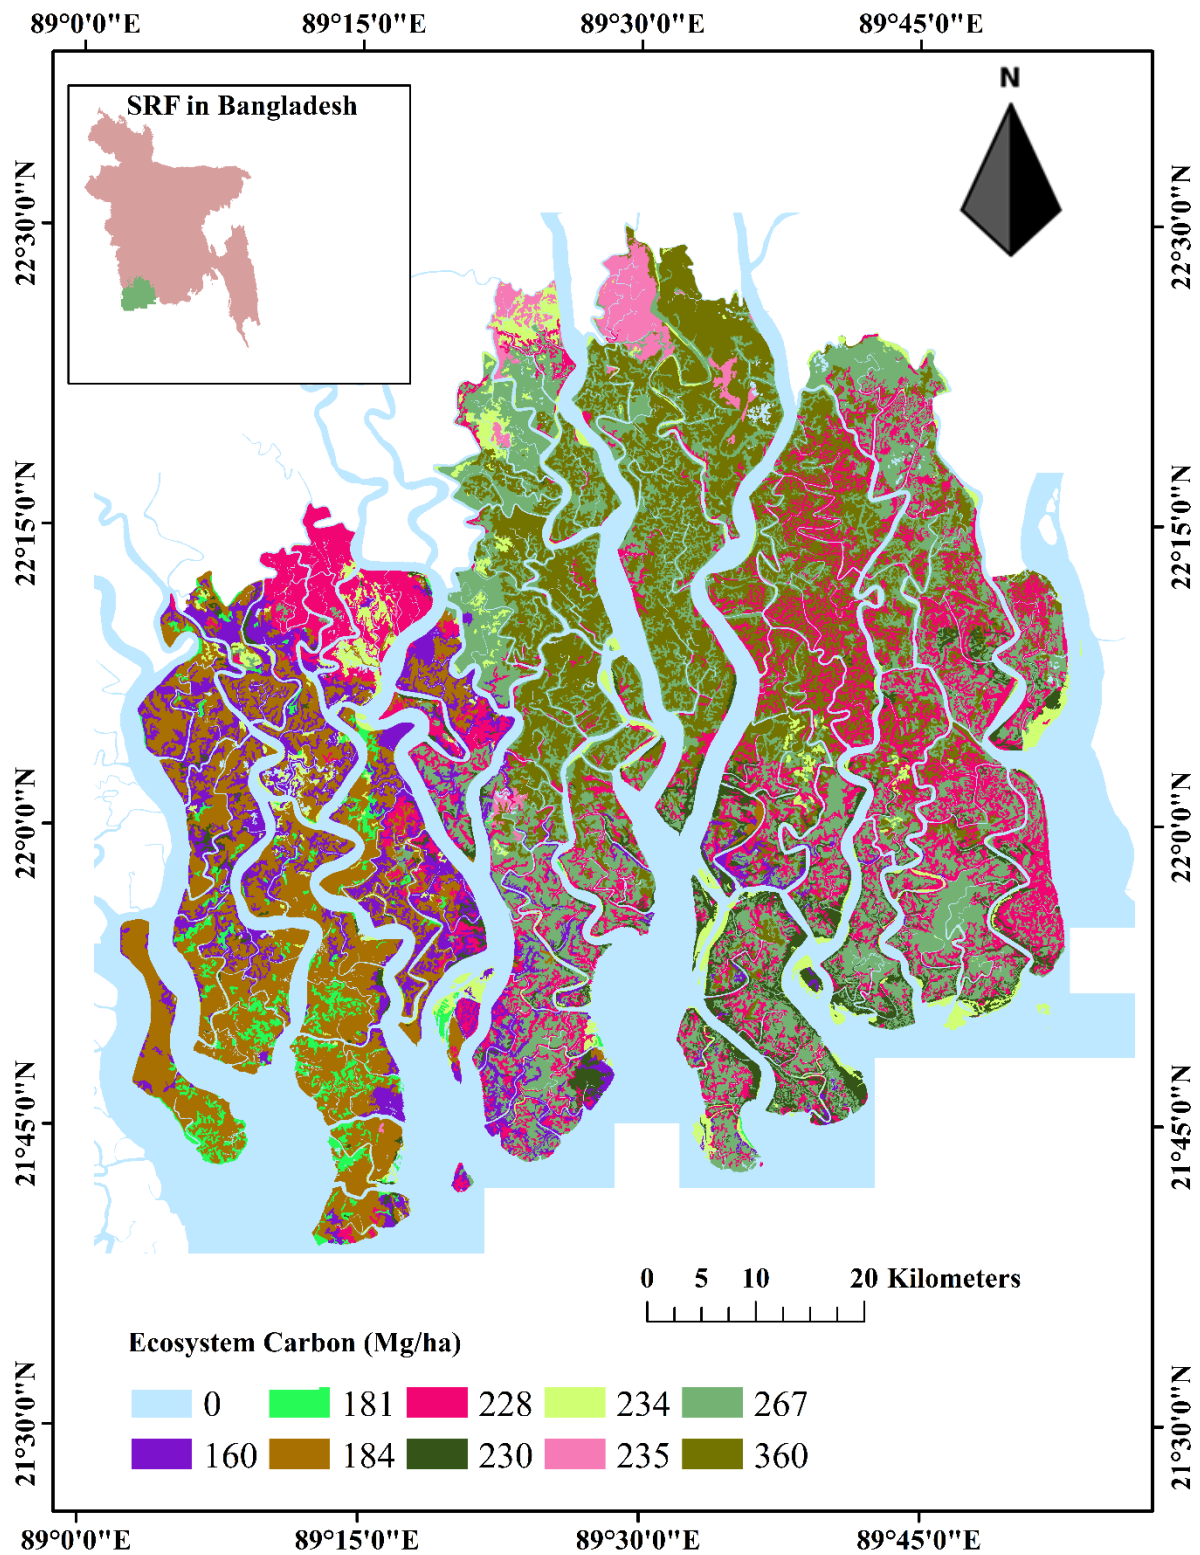 89°0'0"E 89°15'0"E 89°30'0"E 89°45'0"E
SRF in Bangladesh
N
22°30'0"N
22°30'0"N
22°15'0"N
22°15'0"N
22°0'0"N
22°0'0"N
21°45'0"N
21°45'0"N
0 5 10 20 Kilometers
Ecosystem Carbon (Mg/ha)
0 181 228 234 267
160 184 230 235 360
21°30'0"N
21°30'0"N
89°0'0"E 89°15'0"E 89°30'0"E 89°45'0"E